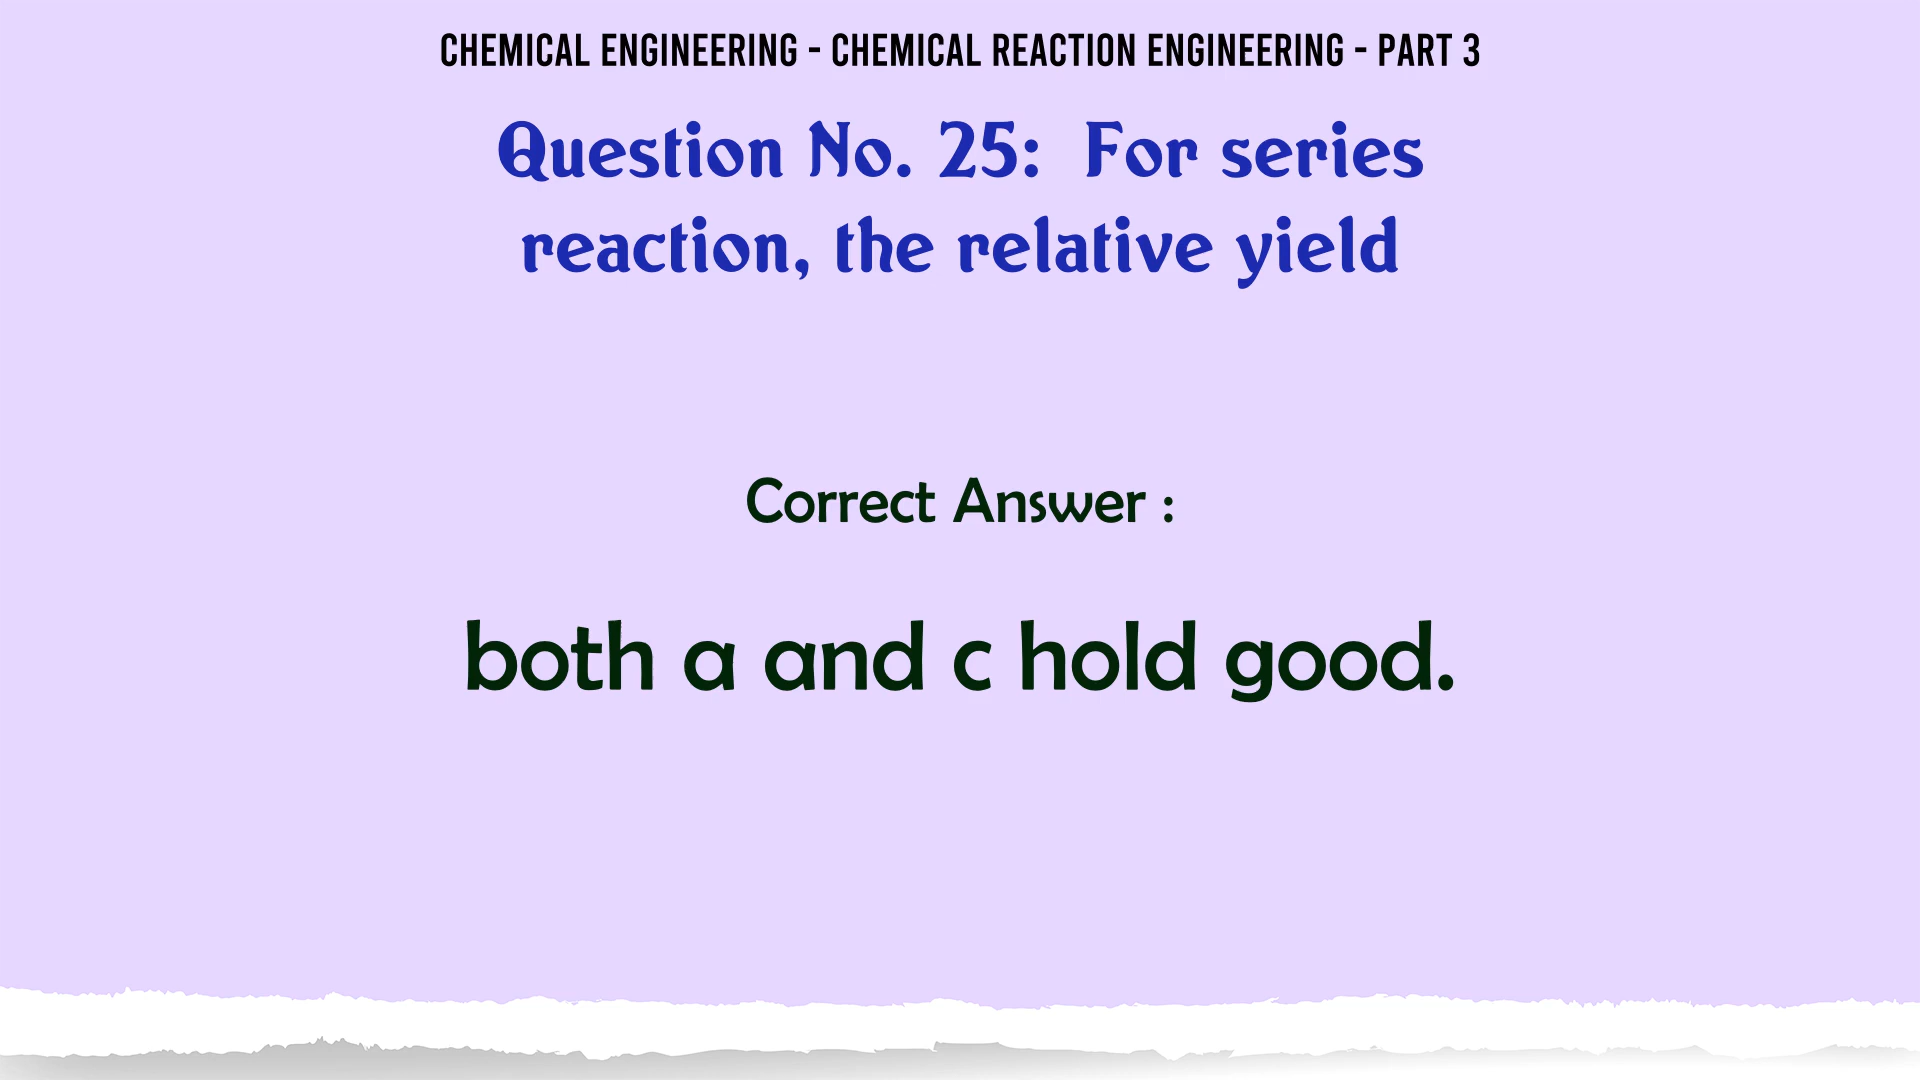 CHEMICAL ENGINEERING - CHEMICAL REACTION ENGINEERING - PART 3
Question No. 25: For series
reaction, the relative yield
Correct Answer :
both a and c hold good.